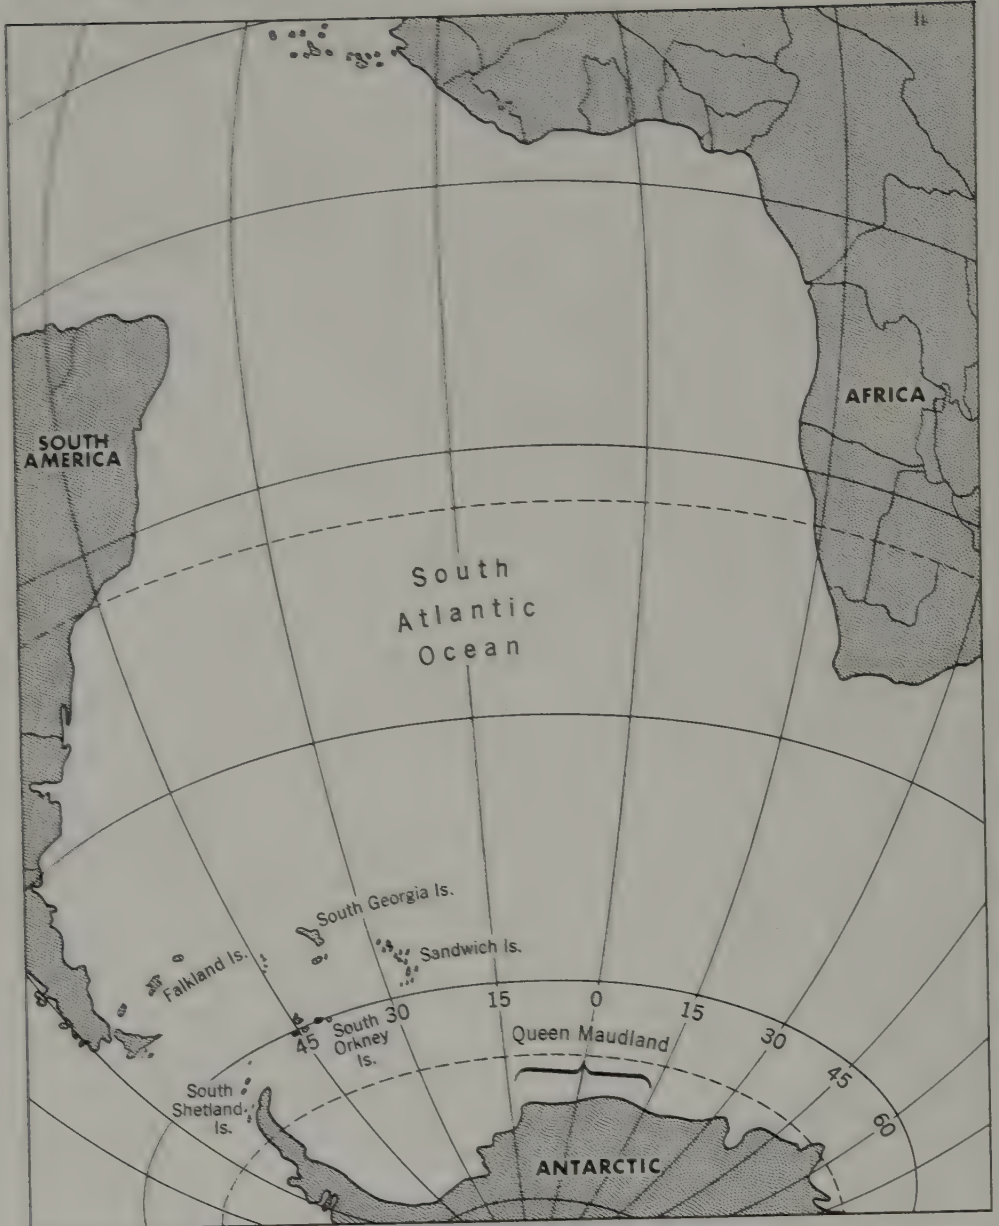 AFRICA
SOUTH
AMERICA
South
Atlantic
Ocean
South Georgia Is.
Sandwich Is.
Falkland Is.
15
0
15
30
45
60
30
45
South
Orkney
Is.
Queen Maudland
South
Shetland
Is.
ANTARCTIC